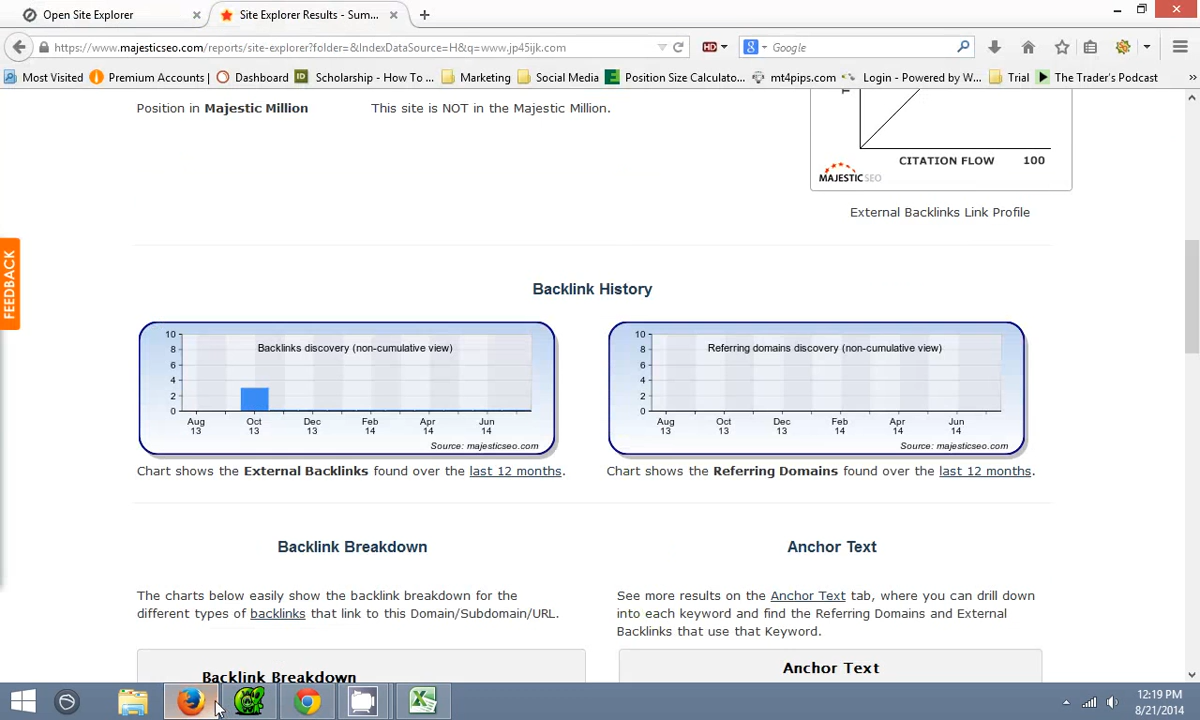 Open Site Explorer
Site Explorer Results - Sum...
https://www.majesticseo.com/reports/site-explorer?folder=&IndexDataSource=H&q=www.jp45ijk.com
HD
Google
Most Visited
Premium Accounts |
Dashboard
Scholarship - How To ...
Marketing
Social Media
Position Size Calculato...
mt4pips.com
Login - Powered by W...
Trial
The Trader's Podcast
»
Position in Majestic Million
This site is NOT in the Majestic Million.
CITATION FLOW 100
MAJESTIC SEO
External Backlinks Link Profile
FEEDBACK
Backlink History
Backlinks discovery (non-cumulative view)
10
8
6
4
2
0
Aug 13
Oct 13
Dec 13
Feb 14
Apr 14
Jun 14
Source: majesticseo.com
Chart shows the External Backlinks found over the last 12 months.
Referring domains discovery (non-cumulative view)
10
8
6
4
2
0
Aug 13
Oct 13
Dec 13
Feb 14
Apr 14
Jun 14
Source: majesticseo.com
Chart shows the Referring Domains found over the last 12 months.
Backlink Breakdown
The charts below easily show the backlink breakdown for the
different types of backlinks that link to this Domain/Subdomain/URL.
Backlink Breakdown
Anchor Text
See more results on the Anchor Text tab, where you can drill down
into each keyword and find the Referring Domains and External
Backlinks that use that Keyword.
Anchor Text
12:19 PM
8/21/2014